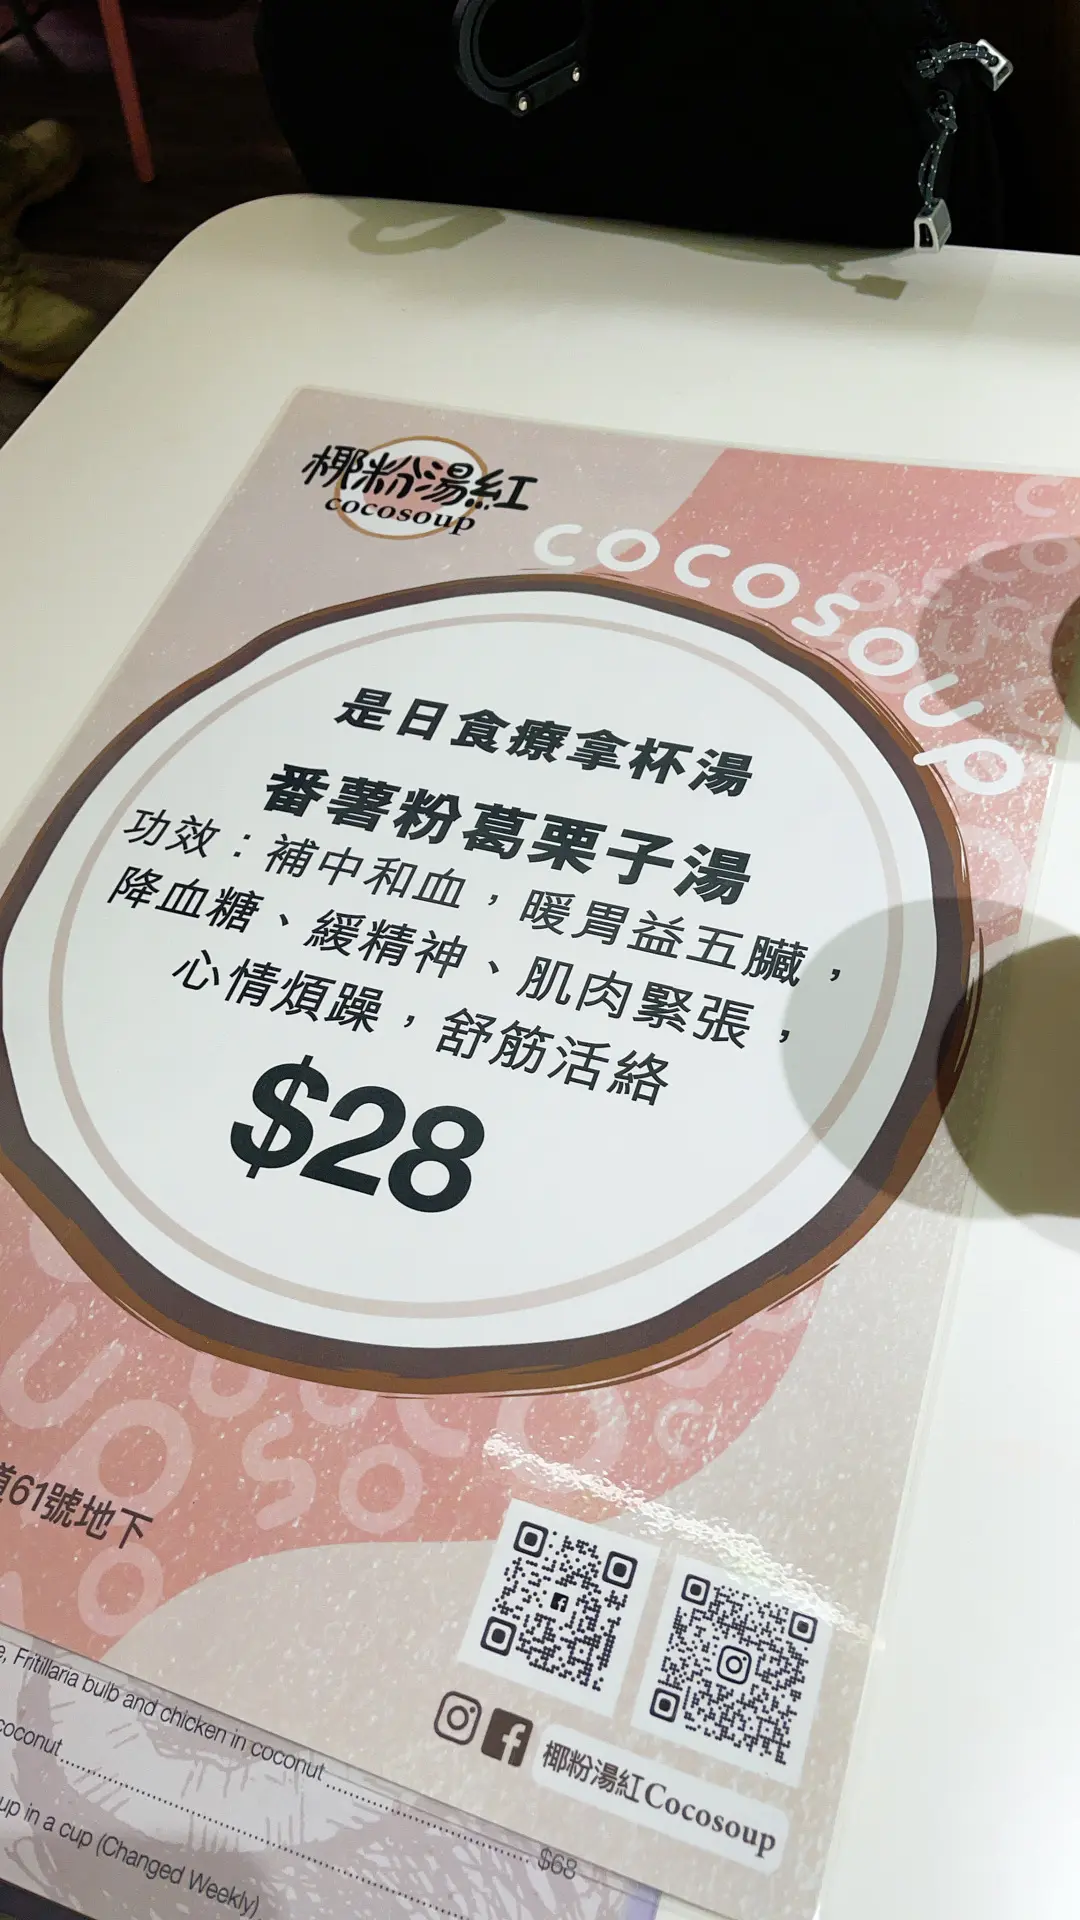 椰粉湯紅
cocosoup
cocosoup
是日食療拿杯湯
番薯粉葛栗子湯
功效：補中和血，暖胃益五臟，
降血糖、緩精神、肌肉緊張，
心情煩躁，舒筋活絡
$28
道61號地下
椰粉湯紅Cocosoup
, Fritillaria bulb and chicken in coconut
coconut
$68
up in a cup (Changed Weekly)